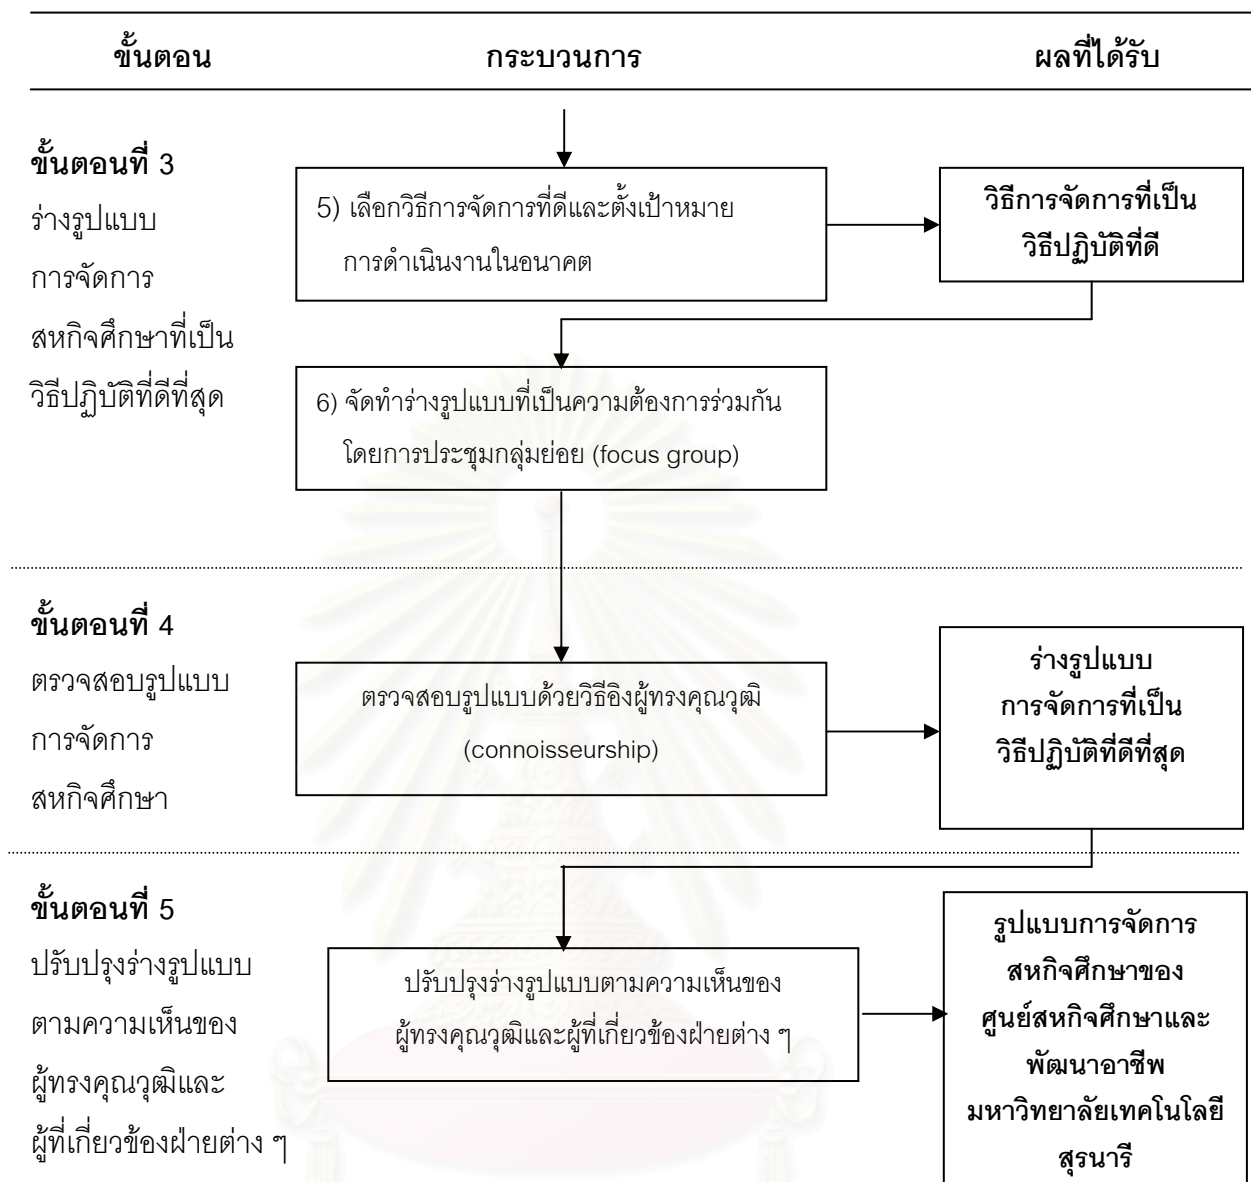 ขั้นตอน กระบวนการ ผลที่ได้รับ
ขั้นตอนที่ 3
ร่างรูปแบบ
การจัดการ
สหกิจศึกษาที่เป็น
วิธีปฏิบัติที่ดีที่สุด
5) เลือกวิธีการจัดการที่ดีและตั้งเป้าหมาย
การดำเนินงานในอนาคต
วิธีการจัดการที่เป็น
วิธีปฏิบัติที่ดี
6) จัดทำร่างรูปแบบที่เป็นความต้องการร่วมกัน
โดยการประชุมกลุ่มย่อย (focus group)
ขั้นตอนที่ 4
ตรวจสอบรูปแบบ
การจัดการ
สหกิจศึกษา
ตรวจสอบรูปแบบด้วยวิธีอิงผู้ทรงคุณวุฒิ
(connoisseurship)
ร่างรูปแบบ
การจัดการที่เป็น
วิธีปฏิบัติที่ดีที่สุด
ขั้นตอนที่ 5
ปรับปรุงร่างรูปแบบ
ตามความเห็นของ
ผู้ทรงคุณวุฒิและ
ผู้ที่เกี่ยวข้องฝ่ายต่าง ๆ
ปรับปรุงร่างรูปแบบตามความเห็นของ
ผู้ทรงคุณวุฒิและผู้ที่เกี่ยวข้องฝ่ายต่าง ๆ
รูปแบบการจัดการ
สหกิจศึกษาของ
ศูนย์สหกิจศึกษาและ
พัฒนาอาชีพ
มหาวิทยาลัยเทคโนโลยี
สุรนารี